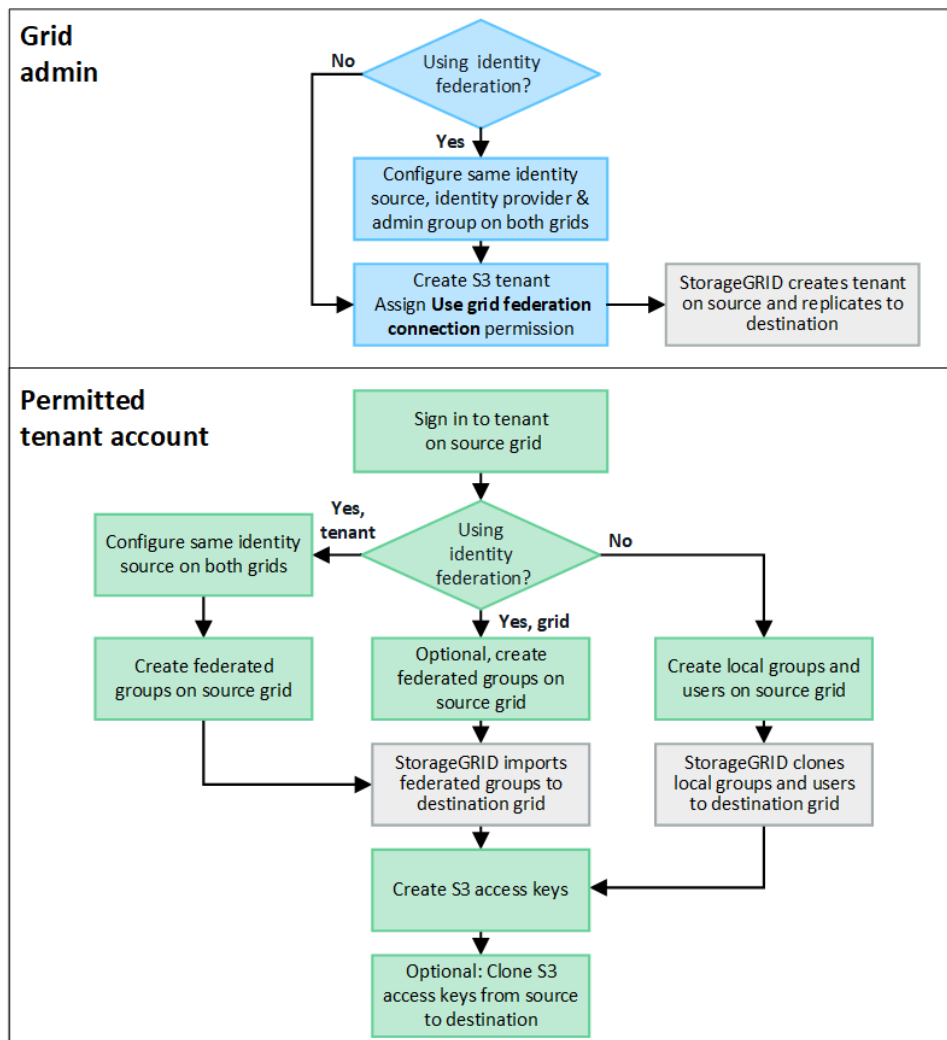 Grid
admin
No
Using identity
federation?
Yes
Configure same identity
source, identity provider &
admin group on both grids
Create S3 tenant
Assign Use grid federation
connection permission
StorageGRID creates tenant
on source and replicates to
destination
Permitted
tenant account
Sign in to tenant
on source grid
Yes,
tenant
Using
identity
federation?
No
Configure same identity
source on both grids
Yes, grid
Create federated
groups on source grid
Optional, create
federated groups on
source grid
Create local groups and
users on source grid
StorageGRID imports
federated groups to
destination grid
StorageGRID clones
local groups and users
to destination grid
Create S3 access keys
Optional: Clone S3
access keys from source
to destination